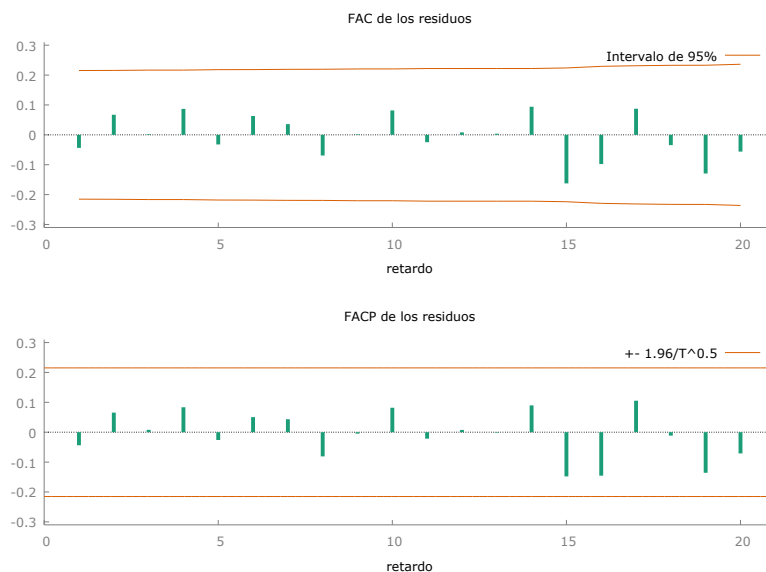 FAC de los residuos
0.3
Intervalo de 95%
0.2
0.1
0
-0.1
-0.2
-0.3
0 5 10 15 20
retardo
FACP de los residuos
0.3
+- 1.96/T^0.5
0.2
0.1
0
-0.1
-0.2
-0.3
0 5 10 15 20
retardo